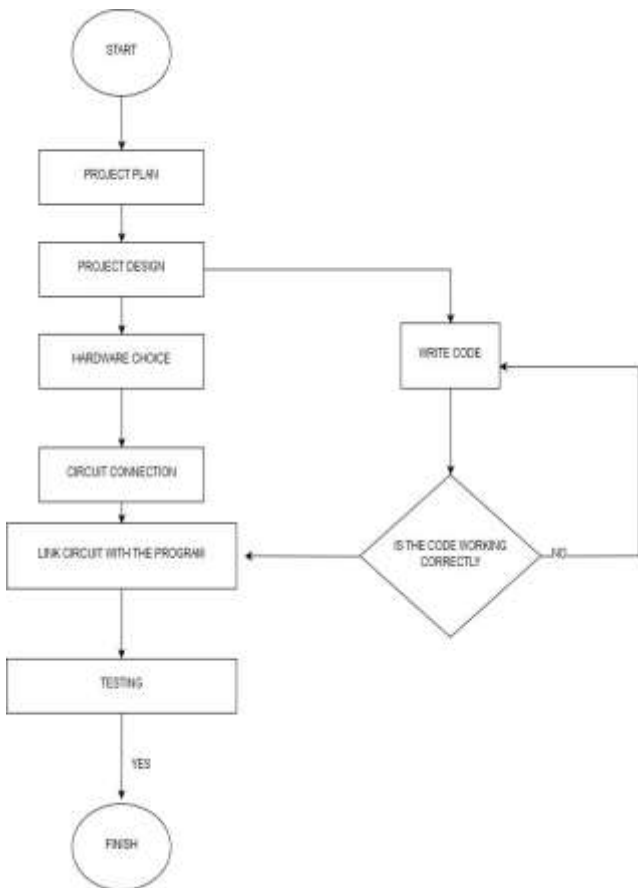 START
PROJECT PLAN
PROJECT DESIGN
HARDWARE CHOICE
WRITE CODE
CIRCUIT CONNECTION
LINK CIRCUIT WITH THE PROGRAM
IS THE CODE WORKING
CORRECTLY
NO
TESTING
YES
FINISH